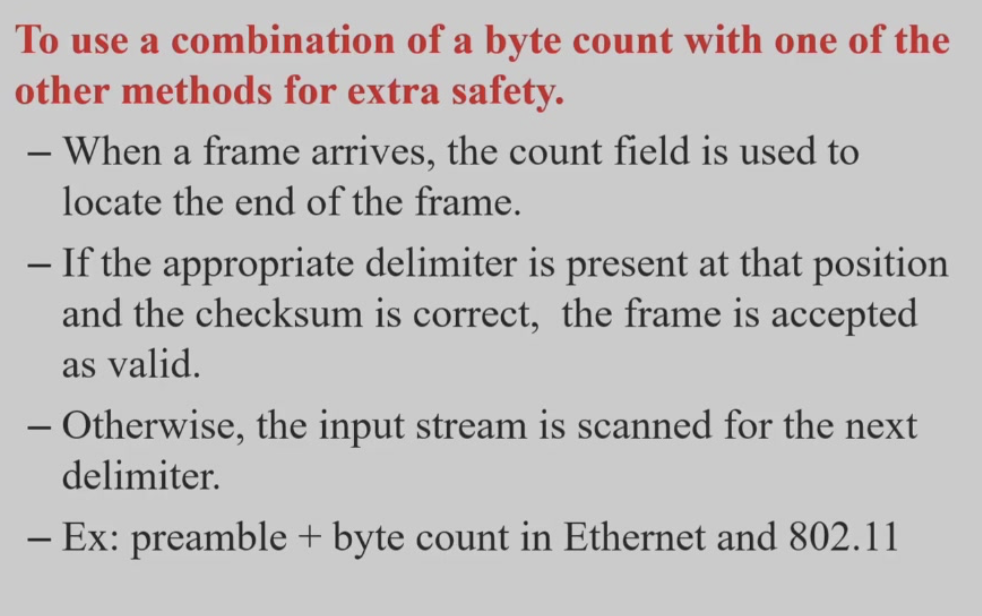 To use a combination of a byte count with one of the
other methods for extra safety.
– When a frame arrives, the count field is used to
locate the end of the frame.
– If the appropriate delimiter is present at that position
and the checksum is correct,  the frame is accepted
as valid.
– Otherwise, the input stream is scanned for the next
delimiter.
– Ex: preamble + byte count in Ethernet and 802.11